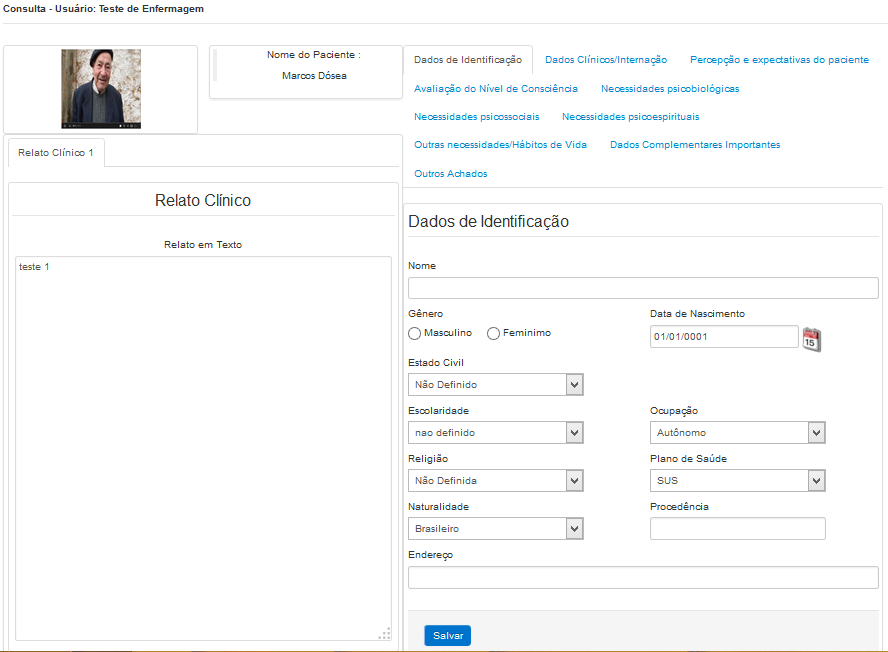 Consulta - Usuário: Teste de Enfermagem
Nome do Paciente :
Marcos Dósea
Relato Clínico 1
Relato Clínico
Relato em Texto
teste 1
Dados de Identificação
Dados Clínicos/Internação
Percepção e expectativas do paciente
Avaliação do Nível de Consciência
Necessidades psicobiológicas
Necessidades psicossociais
Necessidades psicoespirituais
Outras necessidades/Hábitos de Vida
Dados Complementares Importantes
Outros Achados
Dados de Identificação
Nome
Gênero
Data de Nascimento
Masculino
Feminimo
01/01/0001
15
Estado Civil
Não Definido
Escolaridade
Ocupação
nao definido
Autônomo
Religião
Plano de Saúde
Não Definida
SUS
Naturalidade
Procedência
Brasileiro
Endereço
Salvar